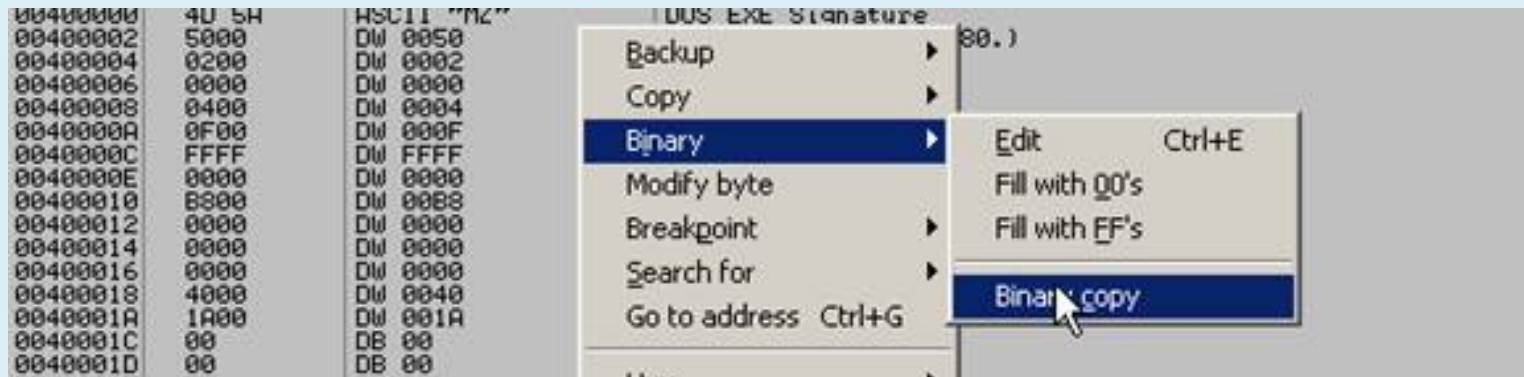 00400000 4D 5A ASCII "MZ" DOS EXE Signature
00400002 5000 DW 0050 80.)
00400004 0200 DW 0002
00400006 0000 DW 0000
00400008 0400 DW 0004
0040000A 0F00 DW 000F
0040000C FFFF DW FFFF
0040000E 0000 DW 0000
00400010 B800 DW 00B8
00400012 0000 DW 0000
00400014 0000 DW 0000
00400016 0000 DW 0000
00400018 4000 DW 0040
0040001A 1A00 DW 001A
0040001C 00 DB 00
0040001D 00 DB 00
Backup
Copy
Binary
Modify byte
Breakpoint
Search for
Go to address Ctrl+G
Edit Ctrl+E
Fill with 00's
Fill with FF's
Binary copy